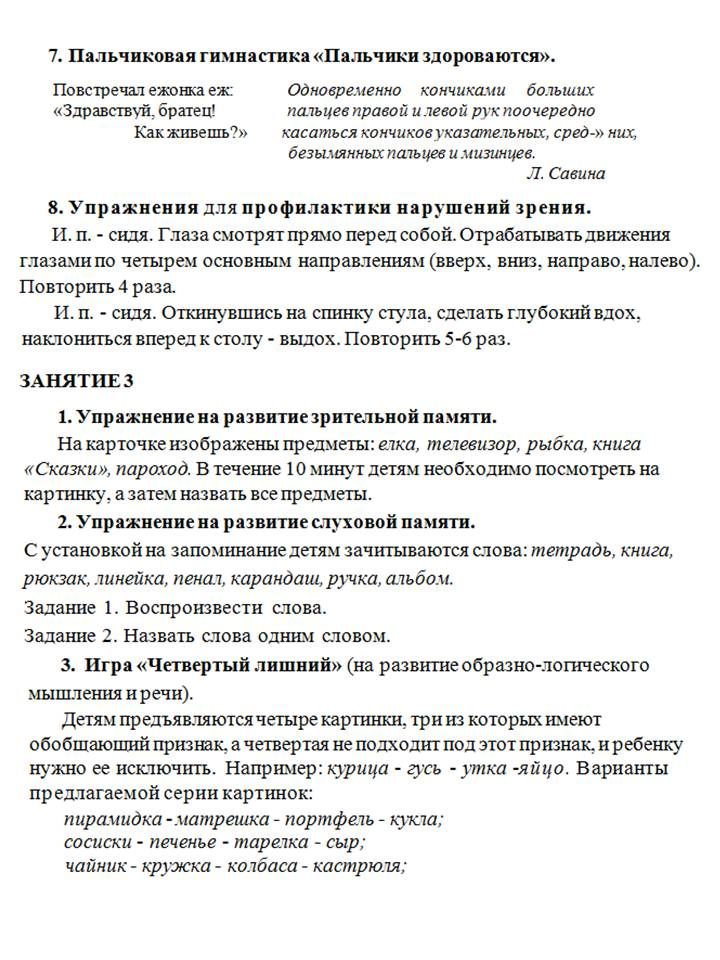 7. Пальчиковая гимнастика «Пальчики здороваются».
Повстречал ежонка еж:
«Здравствуй, братец!
Как живешь?»
Одновременно кончиками больших
пальцев правой и левой рук поочередно
касаться кончиков указательных, сред-» них,
безымянных пальцев и мизинцев.
Л. Савина
8. Упражнения для профилактики нарушений зрения.
И. п. - сидя. Глаза смотрят прямо перед собой. Отрабатывать движения
глазами по четырем основным направлениям (вверх, вниз, направо, налево).
Повторить 4 раза.
И. п. - сидя. Откинувшись на спинку стула, сделать глубокий вдох,
наклониться вперед к столу - выдох. Повторить 5-6 раз.
ЗАНЯТИЕ 3
1. Упражнение на развитие зрительной памяти.
На карточке изображены предметы: елка, телевизор, рыбка, книга
«Сказки», пароход. В течение 10 минут детям необходимо посмотреть на
картинку, а затем назвать все предметы.
2. Упражнение на развитие слуховой памяти.
С установкой на запоминание детям зачитываются слова: тетрадь, книга,
рюкзак, линейка, пенал, карандаш, ручка, альбом.
Задание 1. Воспроизвести слова.
Задание 2. Назвать слова одним словом.
3. Игра «Четвертый лишний» (на развитие образно-логического
мышления и речи).
Детям предъявляются четыре картинки, три из которых имеют
обобщающий признак, а четвертая не подходит под этот признак, и ребенку
нужно ее исключить. Например: курица - гусь - утка -яйцо. Варианты
предлагаемой серии картинок:
пирамидка - матрешка - портфель - кукла;
сосиски - печенье - тарелка - сыр;
чайник - кружка - колбаса - кастрюля;